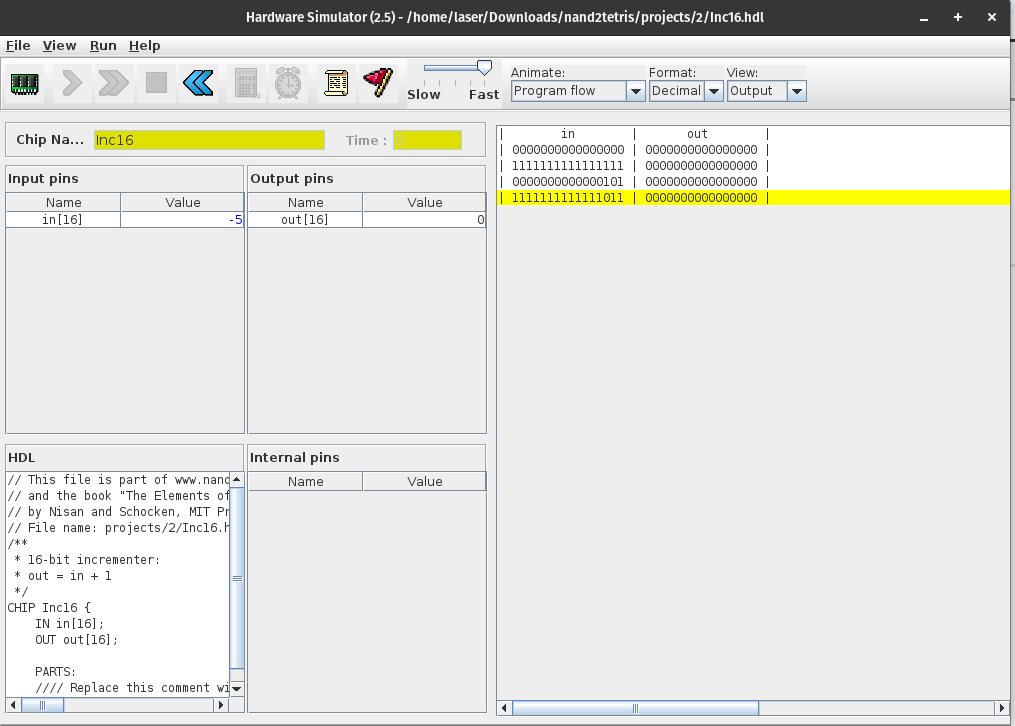 Hardware Simulator (2.5) - /home/laser/Downloads/nand2tetris/projects/2/Inc16.hdl
File View Run Help
Slow Fast
Animate: Format: View:
Program flow Decimal Output
Chip Na... Inc16 Time : 0
Input pins
Name Value
in[16] -5
Output pins
Name Value
out[16] 0
HDL
// This file is part of www.nand
// and the book "The Elements of
// by Nisan and Schocken, MIT Pr
// File name: projects/2/Inc16.h
/**
* 16-bit incrementer:
* out = in + 1
*/
CHIP Inc16 {
IN in[16];
OUT out[16];
PARTS:
//// Replace this comment wi
Internal pins
Name Value
| in | out |
| 0000000000000000 | 0000000000000000 |
| 1111111111111111 | 0000000000000000 |
| 0000000000000101 | 0000000000000000 |
| 1111111111111011 | 0000000000000000 |